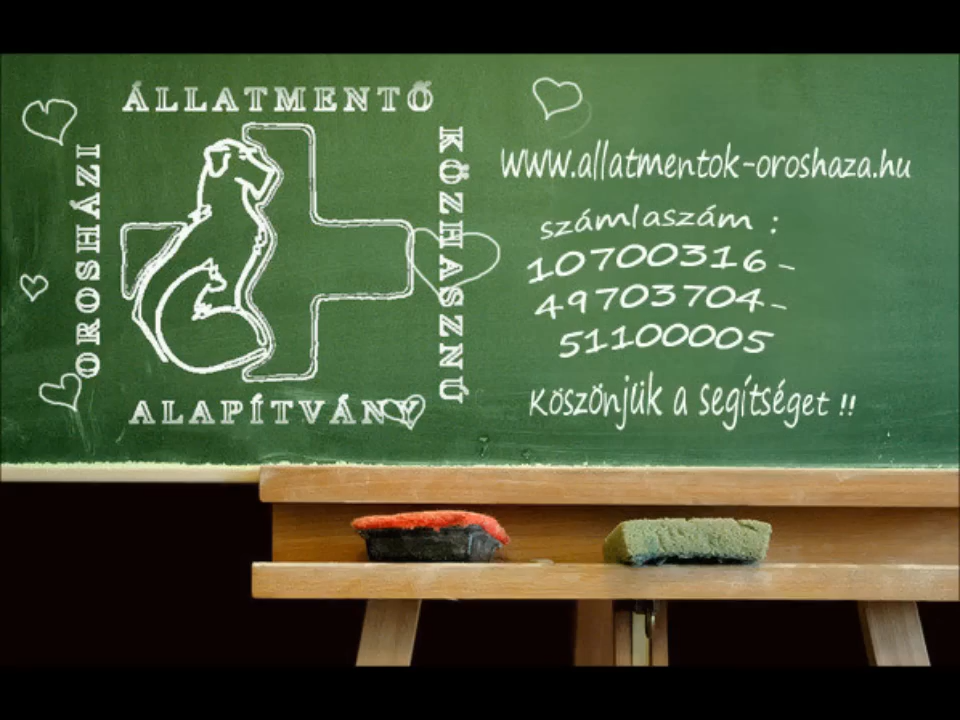 ÁLLATMENTŐ
OROSHÁZI
KÖZHASZNÚ
ALAPÍTVÁNY
www.allatmentok-oroshaza.hu
számlaszám :
10700316-
49703704-
51100005
Köszönjük a segítséget !!